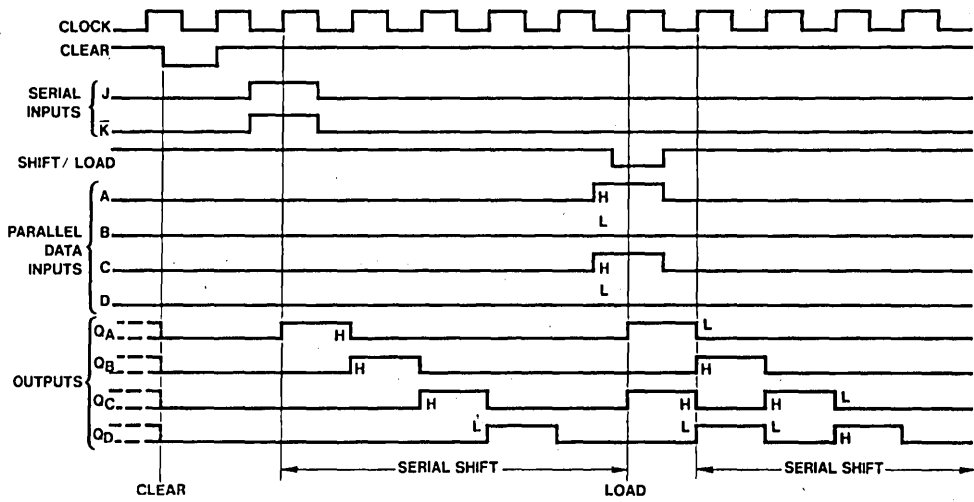 CLOCK
CLEAR
SERIAL
INPUTS
J
K̅
SHIFT/ LOAD
PARALLEL
DATA
INPUTS
A
H
L
B
C
H
L
D
OUTPUTS
QA
H
L
QB
H
H
QC
H
H
H
L
QD
L
L
L
H
SERIAL SHIFT
SERIAL SHIFT
CLEAR
LOAD